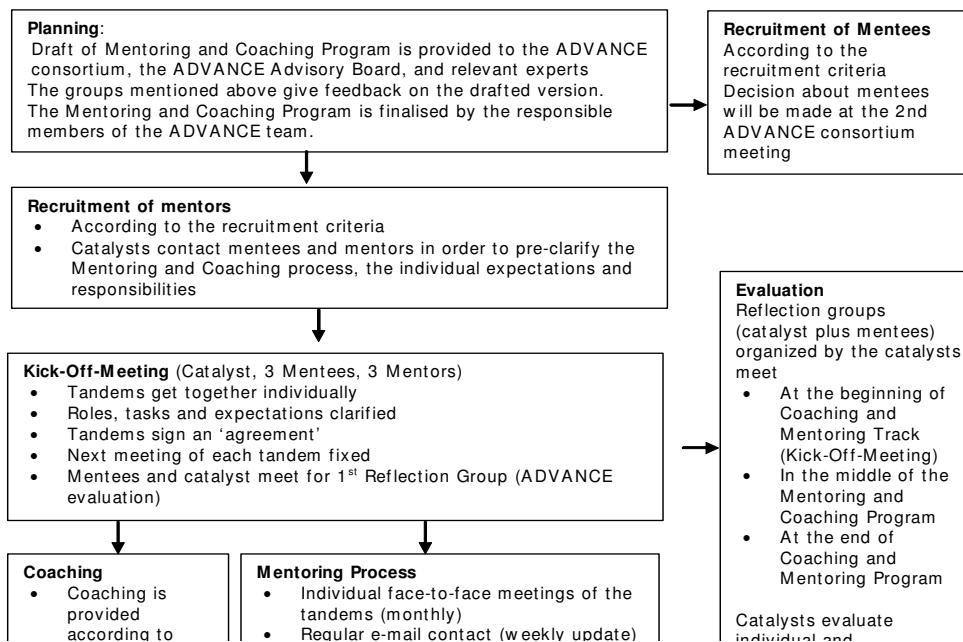 Planning:
Draft of Mentoring and Coaching Program is provided to the ADVANCE
consortium, the ADVANCE Advisory Board, and relevant experts
The groups mentioned above give feedback on the drafted version.
The Mentoring and Coaching Program is finalised by the responsible
members of the ADVANCE team.
Recruitment of Mentees
According to the
recruitment criteria
Decision about mentees
will be made at the 2nd
ADVANCE consortium
meeting
Recruitment of mentors
• According to the recruitment criteria
• Catalysts contact mentees and mentors in order to pre-clarify the
Mentoring and Coaching process, the individual expectations and
responsibilities
Kick-Off-Meeting (Catalyst, 3 Mentees, 3 Mentors)
• Tandems get together individually
• Roles, tasks and expectations clarified
• Tandems sign an ‘agreement’
• Next meeting of each tandem fixed
• Mentees and catalyst meet for 1st Reflection Group (ADVANCE
evaluation)
Evaluation
Reflection groups
(catalyst plus mentees)
organized by the catalysts
meet
• At the beginning of
Coaching and
Mentoring Track
(Kick-Off-Meeting)
• In the middle of the
Mentoring and
Coaching Program
• At the end of
Coaching and
Mentoring Program
Catalysts evaluate
individual and
Coaching
• Coaching is
provided
according to
Mentoring Process
• Individual face-to-face meetings of the
tandems (monthly)
• Regular e-mail contact (weekly update)